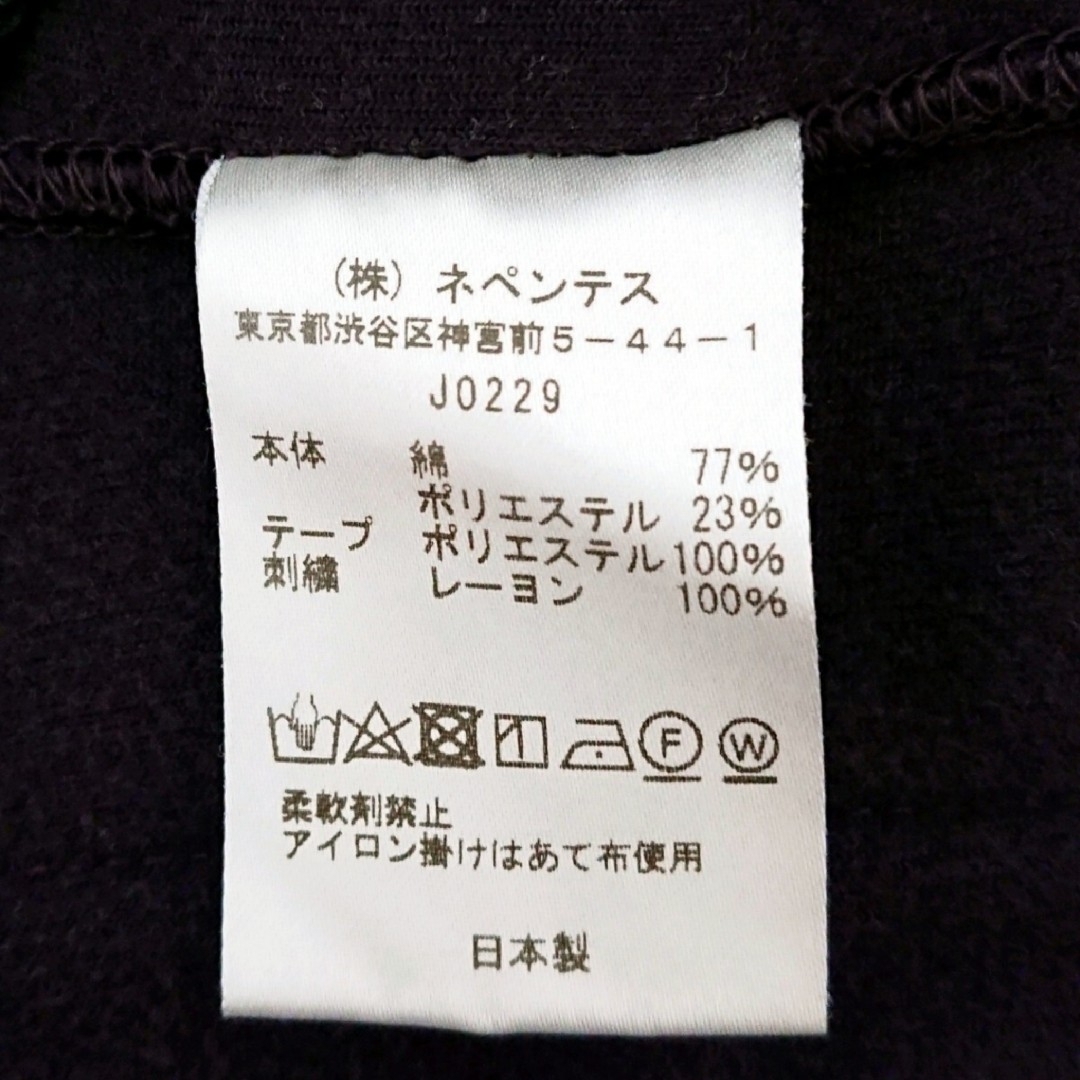 (株) ネペンテス
東京都渋谷区神宮前5-44-1
J0229
本体 綿 77%
ポリエステル 23%
テープ ポリエステル100%
刺繍 レーヨン 100%
F W
柔軟剤禁止
アイロン掛けはあて布使用
日本製